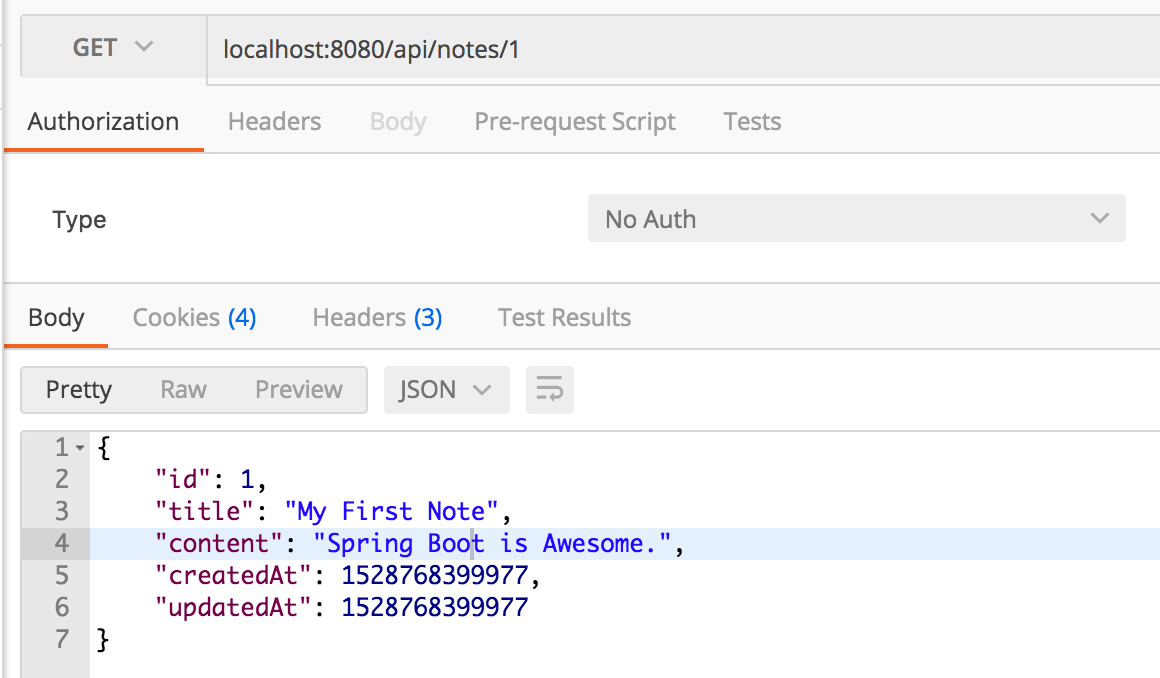 GET localhost:8080/api/notes/1
Authorization Headers Body Pre-request Script Tests
Type No Auth
Body Cookies (4) Headers (3) Test Results
Pretty Raw Preview JSON
1 {
2 "id": 1,
3 "title": "My First Note",
4 "content": "Spring Boot is Awesome.",
5 "createdAt": 1528768399977,
6 "updatedAt": 1528768399977
7 }